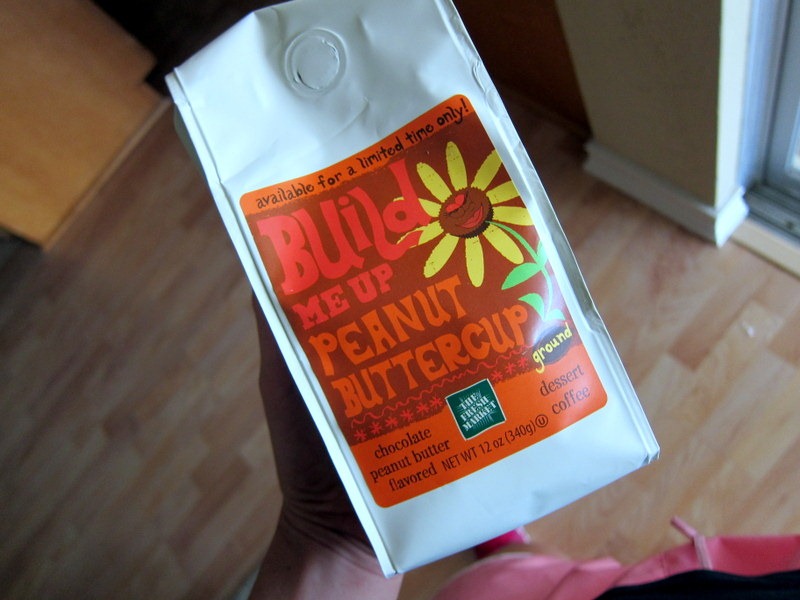 available for a limited time only!
BUild
ME UP
PEANUT
BUTTERCUP
ground
THE
FRESH
MARKET
chocolate
peanut butter
flavored
NET WT 12 oz (340g) Ⓤ
dessert
coffee